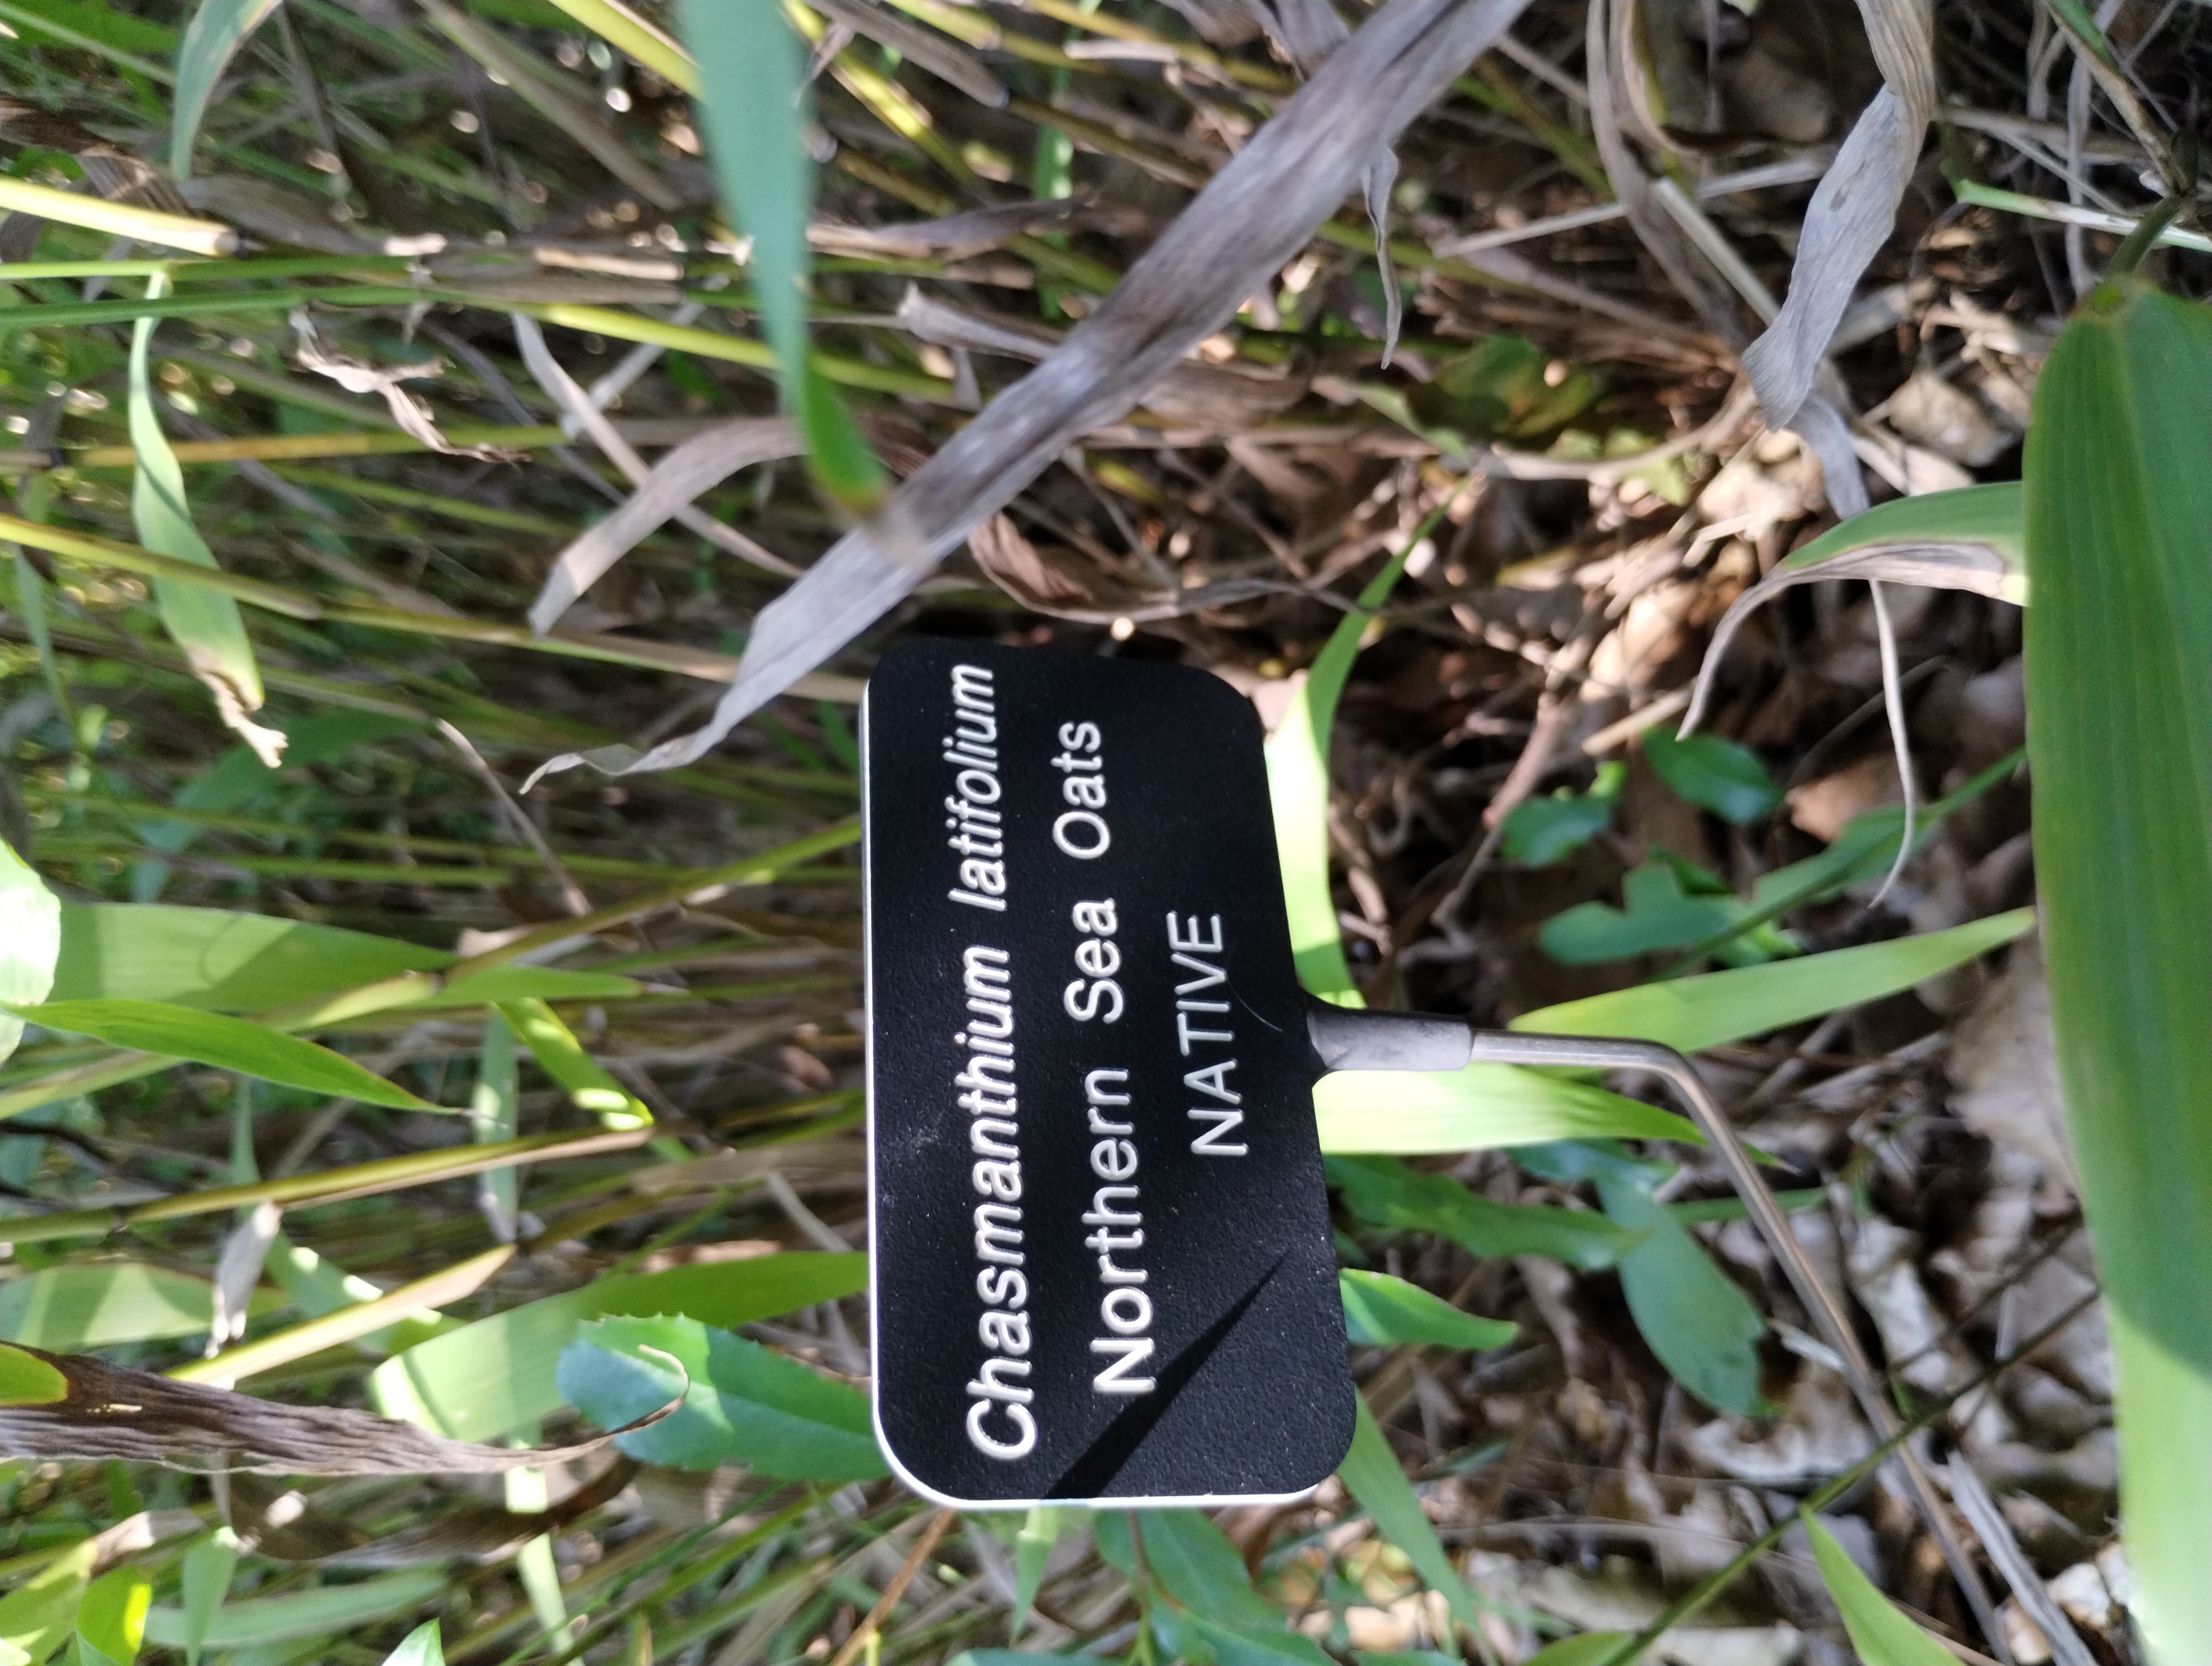 Chasmanthium latifolium
Northern Sea Oats
NATIVE